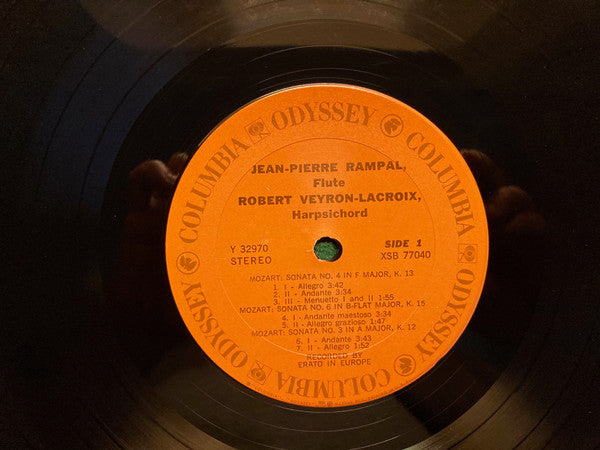 COLUMBIA ODYSSEY COLUMBIA ODYSSEY COLUMBIA COLUMBIA ODYSSEY
JEAN-PIERRE RAMPAL,
Flute
ROBERT VEYRON-LACROIX,
Harpsichord
Y 32970
STEREO
SIDE 1
XSB 77040
MOZART: SONATA NO. 4 IN F MAJOR, K. 13
1. I - Allegro 3:42
2. II - Andante 3:34
3. III - Menuetto I and II 1:55
MOZART: SONATA NO. 6 IN B-FLAT MAJOR, K. 15
4. I - Andante maestoso 3:34
5. II - Allegro grazioso 1:47
MOZART: SONATA NO. 3 IN A MAJOR, K. 12
6. I - Andante 3:43
7. II - Allegro 1:52
RECORDED BY
ERATO IN EUROPE